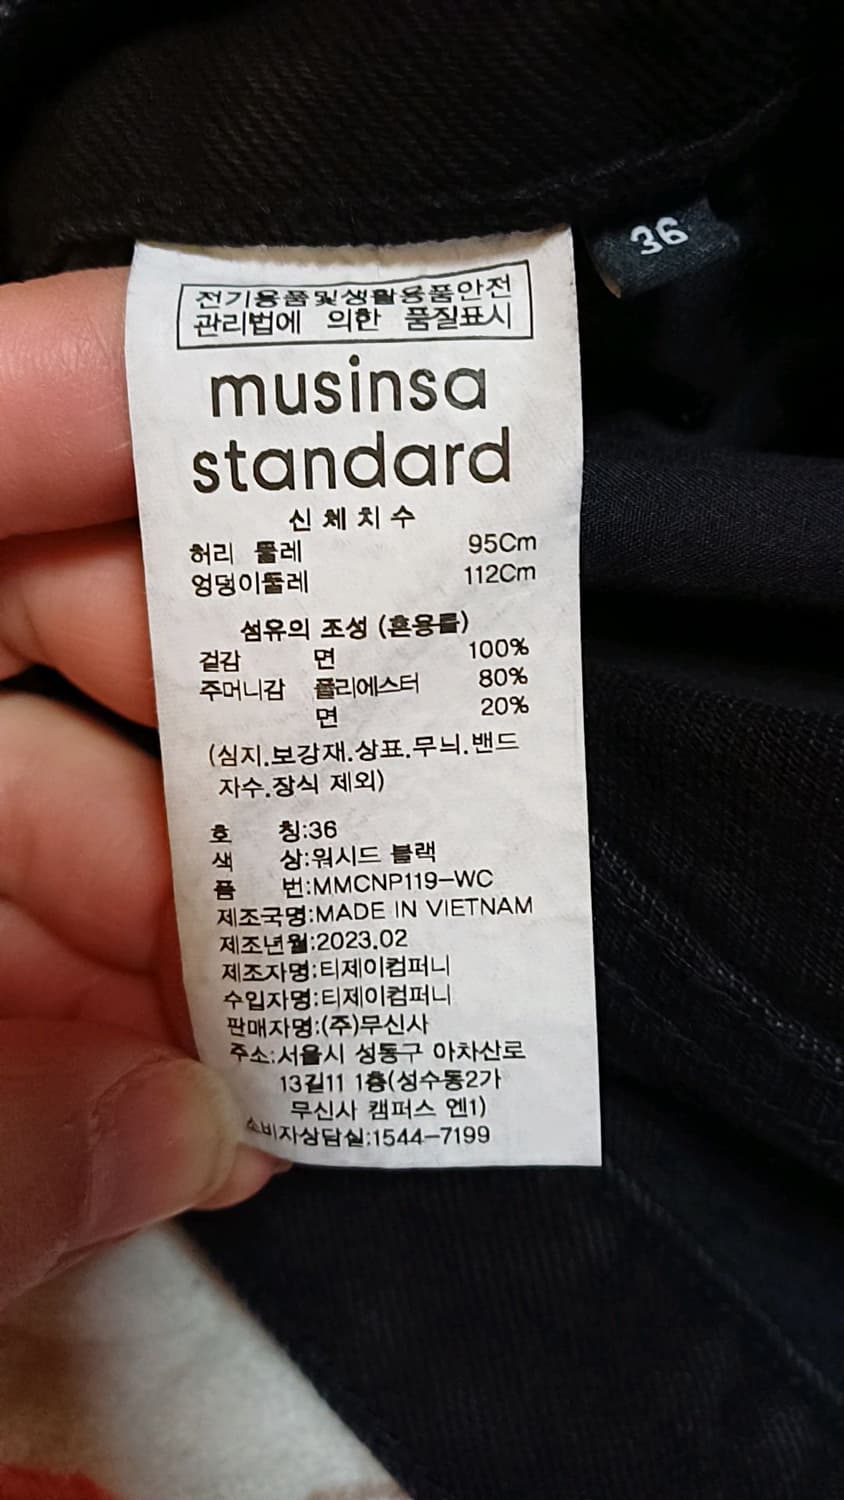 36
전기용품및생활용품안전
관리법에 의한 품질표시
musinsa
standard
신체치수
허리 둘레 95Cm
엉덩이둘레 112Cm
섬유의 조성 (혼용률)
겉감 면 100%
주머니감 폴리에스터 80%
면 20%
(심지.보강재.상표.무늬.밴드
자수.장식 제외)
호 칭:36
색 상:워시드 블랙
품 번:MMCNP119-WC
제조국명:MADE IN VIETNAM
제조년월:2023.02
제조자명:티제이컴퍼니
수입자명:티제이컴퍼니
판매자명:(주)무신사
주소:서울시 성동구 아차산로
13길11 1층(성수동2가
무신사 캠퍼스 엔1)
소비자상담실:1544-7199